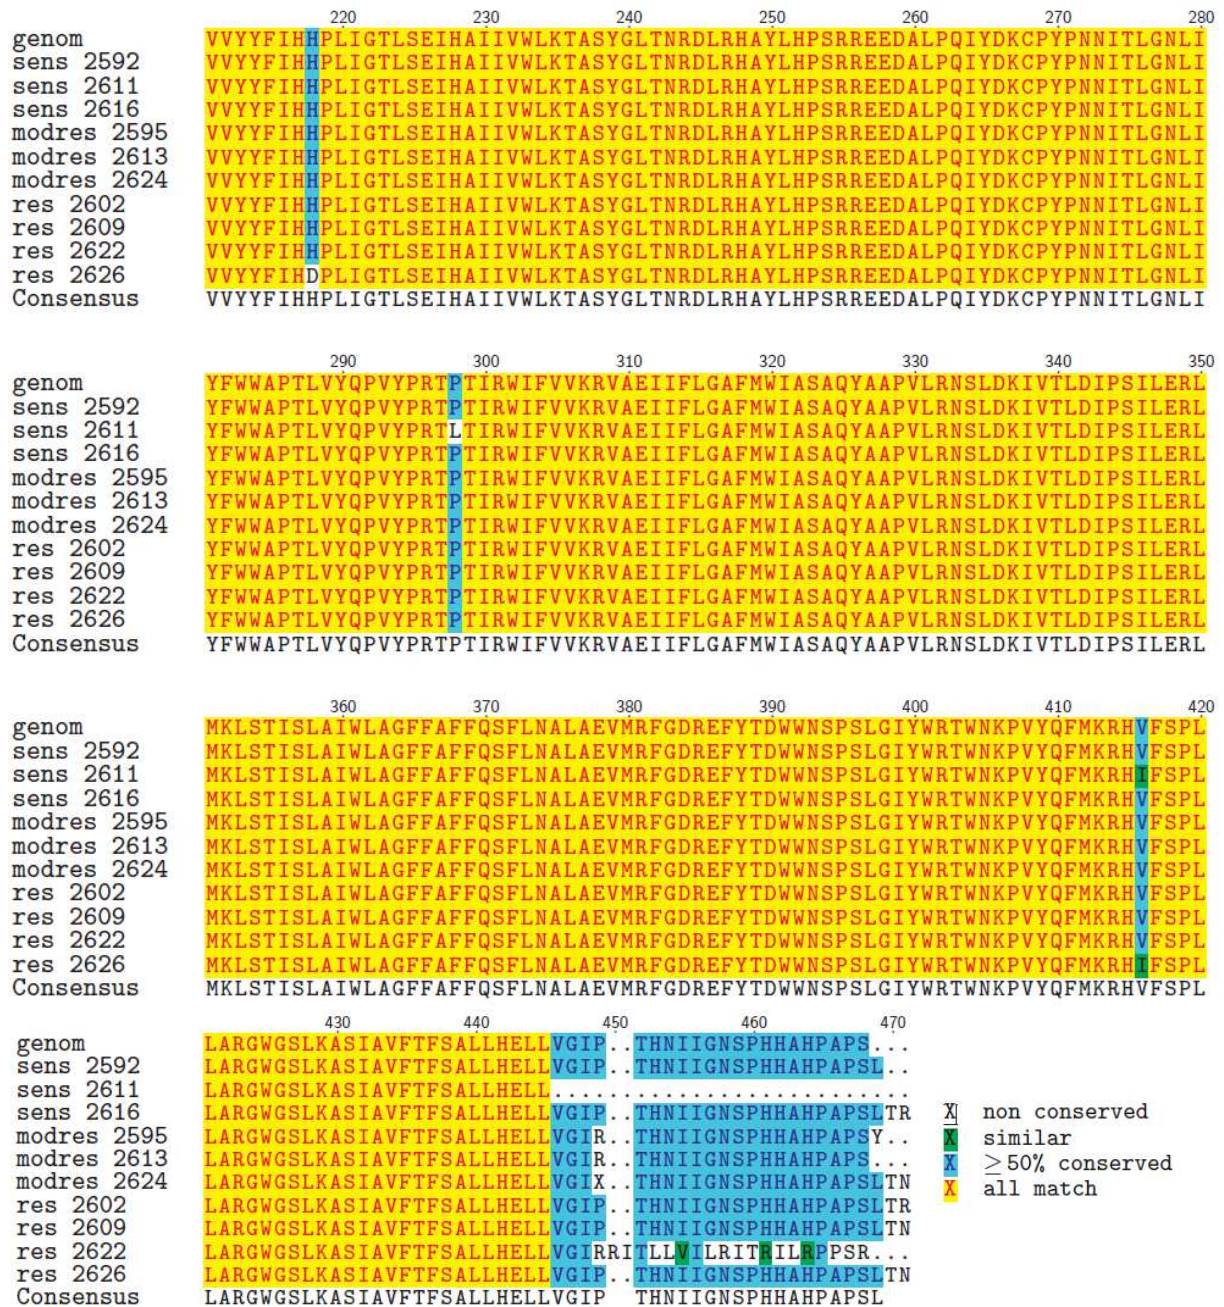 220 230 240 250 260 270 280
genom VVYYFIHHPLIGTLSEIHAIIVWLKTASYGLTNRDLRHAYLHPSRREEDALPQIYDKCPYPNNITLGNLI
sens 2592 VVYYFIHHPLIGTLSEIHAIIVWLKTASYGLTNRDLRHAYLHPSRREEDALPQIYDKCPYPNNITLGNLI
sens 2611 VVYYFIHHPLIGTLSEIHAIIVWLKTASYGLTNRDLRHAYLHPSRREEDALPQIYDKCPYPNNITLGNLI
sens 2616 VVYYFIHHPLIGTLSEIHAIIVWLKTASYGLTNRDLRHAYLHPSRREEDALPQIYDKCPYPNNITLGNLI
modres 2595 VVYYFIHHPLIGTLSEIHAIIVWLKTASYGLTNRDLRHAYLHPSRREEDALPQIYDKCPYPNNITLGNLI
modres 2613 VVYYFIHHPLIGTLSEIHAIIVWLKTASYGLTNRDLRHAYLHPSRREEDALPQIYDKCPYPNNITLGNLI
modres 2624 VVYYFIHHPLIGTLSEIHAIIVWLKTASYGLTNRDLRHAYLHPSRREEDALPQIYDKCPYPNNITLGNLI
res 2602 VVYYFIHHPLIGTLSEIHAIIVWLKTASYGLTNRDLRHAYLHPSRREEDALPQIYDKCPYPNNITLGNLI
res 2609 VVYYFIHHPLIGTLSEIHAIIVWLKTASYGLTNRDLRHAYLHPSRREEDALPQIYDKCPYPNNITLGNLI
res 2622 VVYYFIHHPLIGTLSEIHAIIVWLKTASYGLTNRDLRHAYLHPSRREEDALPQIYDKCPYPNNITLGNLI
res 2626 VVYYFIHDPLIGTLSEIHAIIVWLKTASYGLTNRDLRHAYLHPSRREEDALPQIYDKCPYPNNITLGNLI
Consensus VVYYFIHHPLIGTLSEIHAIIVWLKTASYGLTNRDLRHAYLHPSRREEDALPQIYDKCPYPNNITLGNLI
290 300 310 320 330 340 350
genom YFWWAPTLVYQPVYPRTPTIRWIFVVKRVAEIIFLGAFMWIASAQYAAPVLRNSLDKIVTLDIPSILERL
sens 2592 YFWWAPTLVYQPVYPRTPTIRWIFVVKRVAEIIFLGAFMWIASAQYAAPVLRNSLDKIVTLDIPSILERL
sens 2611 YFWWAPTLVYQPVYPRTLTIRWIFVVKRVAEIIFLGAFMWIASAQYAAPVLRNSLDKIVTLDIPSILERL
sens 2616 YFWWAPTLVYQPVYPRTPTIRWIFVVKRVAEIIFLGAFMWIASAQYAAPVLRNSLDKIVTLDIPSILERL
modres 2595 YFWWAPTLVYQPVYPRTPTIRWIFVVKRVAEIIFLGAFMWIASAQYAAPVLRNSLDKIVTLDIPSILERL
modres 2613 YFWWAPTLVYQPVYPRTPTIRWIFVVKRVAEIIFLGAFMWIASAQYAAPVLRNSLDKIVTLDIPSILERL
modres 2624 YFWWAPTLVYQPVYPRTPTIRWIFVVKRVAEIIFLGAFMWIASAQYAAPVLRNSLDKIVTLDIPSILERL
res 2602 YFWWAPTLVYQPVYPRTPTIRWIFVVKRVAEIIFLGAFMWIASAQYAAPVLRNSLDKIVTLDIPSILERL
res 2609 YFWWAPTLVYQPVYPRTPTIRWIFVVKRVAEIIFLGAFMWIASAQYAAPVLRNSLDKIVTLDIPSILERL
res 2622 YFWWAPTLVYQPVYPRTPTIRWIFVVKRVAEIIFLGAFMWIASAQYAAPVLRNSLDKIVTLDIPSILERL
res 2626 YFWWAPTLVYQPVYPRTPTIRWIFVVKRVAEIIFLGAFMWIASAQYAAPVLRNSLDKIVTLDIPSILERL
Consensus YFWWAPTLVYQPVYPRTPTIRWIFVVKRVAEIIFLGAFMWIASAQYAAPVLRNSLDKIVTLDIPSILERL
360 370 380 390 400 410 420
genom MKLSTISLAIWLAGFFAFFQSFLNALAEVMRFGDREFYTDWWNSPSLGIYWRTWNKPVYQFMKRHVFSPL
sens 2592 MKLSTISLAIWLAGFFAFFQSFLNALAEVMRFGDREFYTDWWNSPSLGIYWRTWNKPVYQFMKRHVFSPL
sens 2611 MKLSTISLAIWLAGFFAFFQSFLNALAEVMRFGDREFYTDWWNSPSLGIYWRTWNKPVYQFMKRHIFSPL
sens 2616 MKLSTISLAIWLAGFFAFFQSFLNALAEVMRFGDREFYTDWWNSPSLGIYWRTWNKPVYQFMKRHVFSPL
modres 2595 MKLSTISLAIWLAGFFAFFQSFLNALAEVMRFGDREFYTDWWNSPSLGIYWRTWNKPVYQFMKRHVFSPL
modres 2613 MKLSTISLAIWLAGFFAFFQSFLNALAEVMRFGDREFYTDWWNSPSLGIYWRTWNKPVYQFMKRHVFSPL
modres 2624 MKLSTISLAIWLAGFFAFFQSFLNALAEVMRFGDREFYTDWWNSPSLGIYWRTWNKPVYQFMKRHVFSPL
res 2602 MKLSTISLAIWLAGFFAFFQSFLNALAEVMRFGDREFYTDWWNSPSLGIYWRTWNKPVYQFMKRHVFSPL
res 2609 MKLSTISLAIWLAGFFAFFQSFLNALAEVMRFGDREFYTDWWNSPSLGIYWRTWNKPVYQFMKRHVFSPL
res 2622 MKLSTISLAIWLAGFFAFFQSFLNALAEVMRFGDREFYTDWWNSPSLGIYWRTWNKPVYQFMKRHVFSPL
res 2626 MKLSTISLAIWLAGFFAFFQSFLNALAEVMRFGDREFYTDWWNSPSLGIYWRTWNKPVYQFMKRHIFSPL
Consensus MKLSTISLAIWLAGFFAFFQSFLNALAEVMRFGDREFYTDWWNSPSLGIYWRTWNKPVYQFMKRHVFSPL
430 440 450 460 470
genom LARGWGSLKASIAVFTFSALLHELLVGIP..THNIIGNSPHHAHPAPS...
sens 2592 LARGWGSLKASIAVFTFSALLHELLVGIP..THNIIGNSPHHAHPAPSL..
sens 2611 LARGWGSLKASIAVFTFSALLHELL..........................
sens 2616 LARGWGSLKASIAVFTFSALLHELLVGIP..THNIIGNSPHHAHPAPSLTR
modres 2595 LARGWGSLKASIAVFTFSALLHELLVGIR..THNIIGNSPHHAHPAPSY..
modres 2613 LARGWGSLKASIAVFTFSALLHELLVGIR..THNIIGNSPHHAHPAPS...
modres 2624 LARGWGSLKASIAVFTFSALLHELLVGIX..THNIIGNSPHHAHPAPSLTN
res 2602 LARGWGSLKASIAVFTFSALLHELLVGIP..THNIIGNSPHHAHPAPSLTR
res 2609 LARGWGSLKASIAVFTFSALLHELLVGIP..THNIIGNSPHHAHPAPSLTN
res 2622 LARGWGSLKASIAVFTFSALLHELLVGIRRITLLVILRITRILRPPSR...
res 2626 LARGWGSLKASIAVFTFSALLHELLVGIP..THNIIGNSPHHAHPAPSLTN
Consensus LARGWGSLKASIAVFTFSALLHELLVGIP  THNIIGNSPHHAHPAPSL
X non conserved
X similar
X ≥50% conserved
X all match